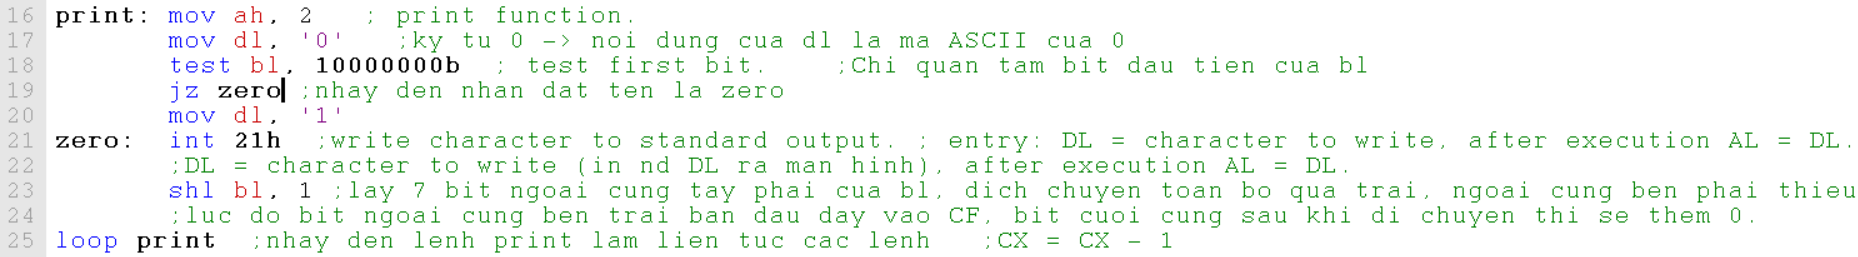 16 print: mov ah, 2   ; print function.
17        mov dl, '0'   ;ky tu 0 -> noi dung cua dl la ma ASCII cua 0
18        test bl, 10000000b  ; test first bit.    ;Chi quan tam bit dau tien cua bl
19        jz zero ;nhay den nhan dat ten la zero
20        mov dl, '1'
21 zero:  int 21h  ;write character to standard output. ; entry: DL = character to write, after execution AL = DL.
22        ;DL = character to write (in nd DL ra man hinh), after execution AL = DL.
23        shl bl, 1 ;lay 7 bit ngoai cung tay phai cua bl, dich chuyen toan bo qua trai, ngoai cung ben phai thieu
24        ;luc do bit ngoai cung ben trai ban dau day vao CF, bit cuoi cung sau khi di chuyen thi se them 0.
25 loop print  ;nhay den lenh print lam lien tuc cac lenh   ;CX = CX - 1